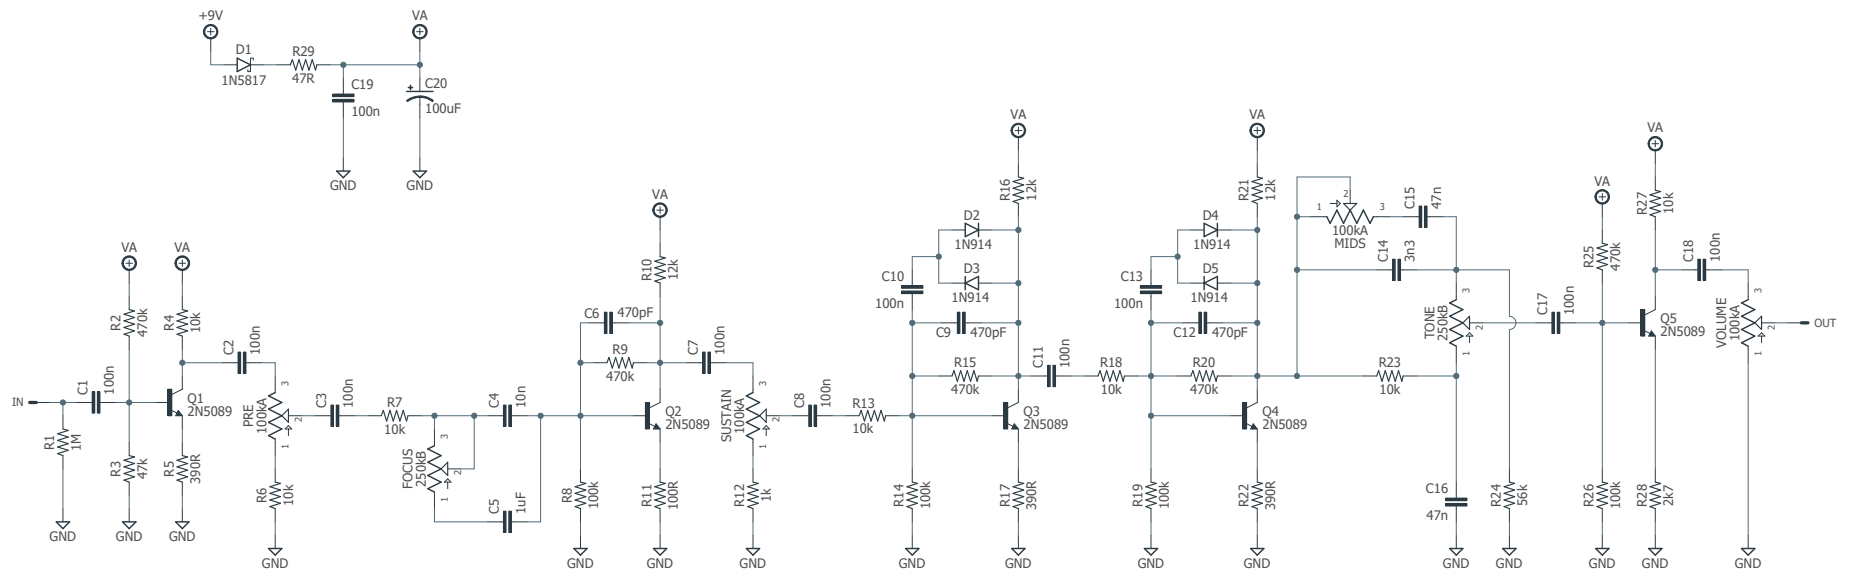 +9V
D1
1N5817
R29
47R
C19
100n
VA
C20
100uF
GND
GND
IN
R1
1M
GND
C1
100n
VA
R2
470k
R3
47k
GND
VA
R4
10k
Q1
2N5089
R5
390R
GND
C2
100n
PRE
100kA
3
2
1
R6
10k
GND
C3
100n
R7
10k
FOCUS
250kB
3
2
1
C4
10n
C5
1uF
R8
100k
GND
C6
470pF
R9
470k
VA
R10
12k
Q2
2N5089
R11
100R
GND
C7
100n
SUSTAIN
100kA
3
2
1
R12
1k
GND
C8
100n
R13
10k
R14
100k
GND
C10
100n
D2
1N914
D3
1N914
C9
470pF
R15
470k
VA
R16
12k
Q3
2N5089
R17
390R
GND
C11
100n
R18
10k
R19
100k
GND
C13
100n
D4
1N914
D5
1N914
C12
470pF
R20
470k
VA
R21
12k
Q4
2N5089
R22
390R
GND
1
2
3
100kA
MIDS
C15
47n
C14
3n3
R23
10k
TONE
250kB
3
2
1
C16
47n
GND
R24
56k
GND
C17
100n
VA
R25
470k
R26
100k
GND
VA
R27
10k
Q5
2N5089
R28
2k7
GND
C18
100n
VOLUME
100kA
3
2
1
GND
OUT